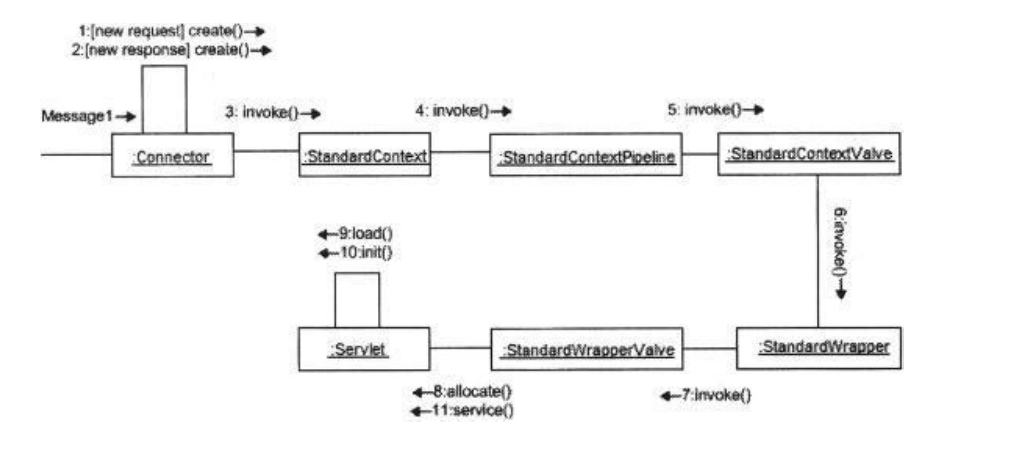 1:[new request] create()
2:[new response] create()
Message1
3: invoke()
4: invoke()
5: invoke()
:Connector
:StandardContext
:StandardContextPipeline
:StandardContextValve
6:invoke()
9:load()
10:init()
:Servlet
:StandardWrapperValve
:StandardWrapper
8:allocate()
11:service()
7:invoke()